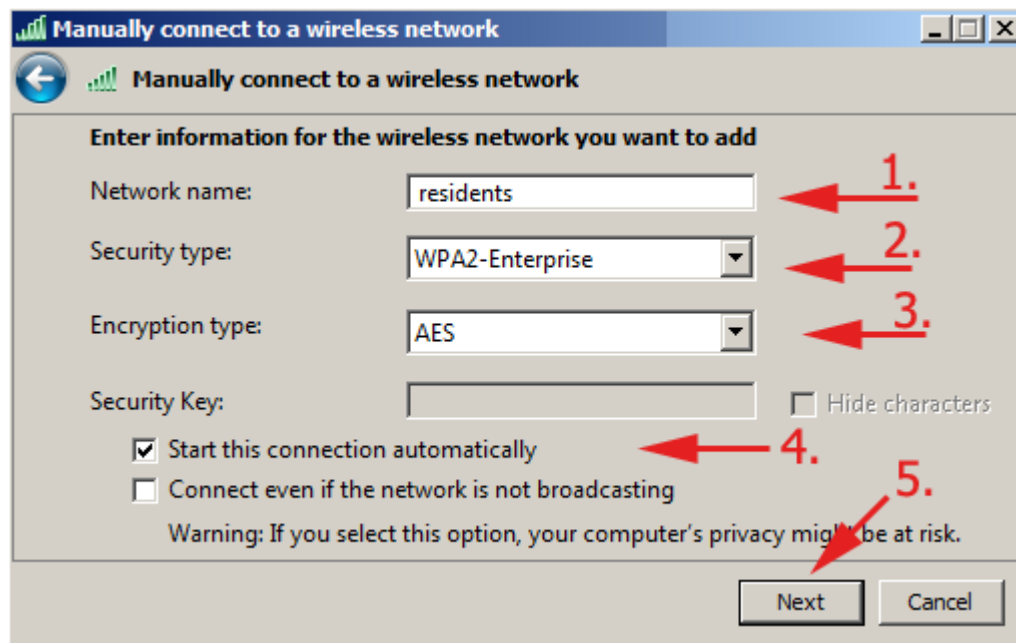 Manually connect to a wireless network
Manually connect to a wireless network
Enter information for the wireless network you want to add
Network name: residents 1.
Security type: WPA2-Enterprise 2.
Encryption type: AES 3.
Security Key: Hide characters
Start this connection automatically 4.
Connect even if the network is not broadcasting 5.
Warning: If you select this option, your computer's privacy might be at risk.
Next Cancel